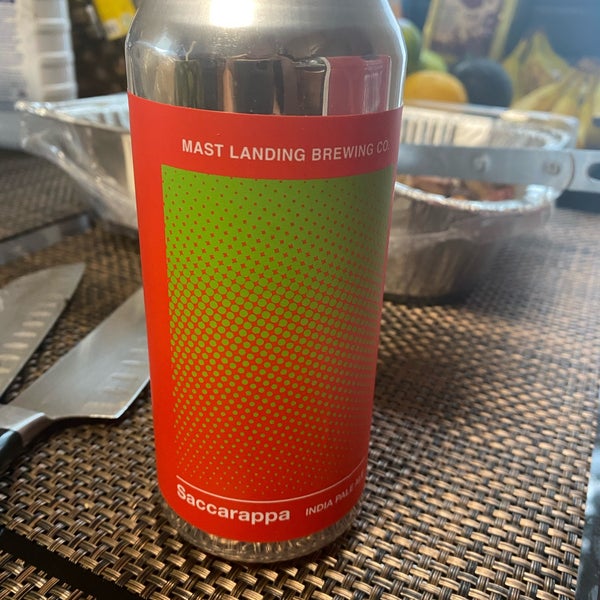 MAST LANDING BREWING CO.
Saccarappa
INDIA PALE